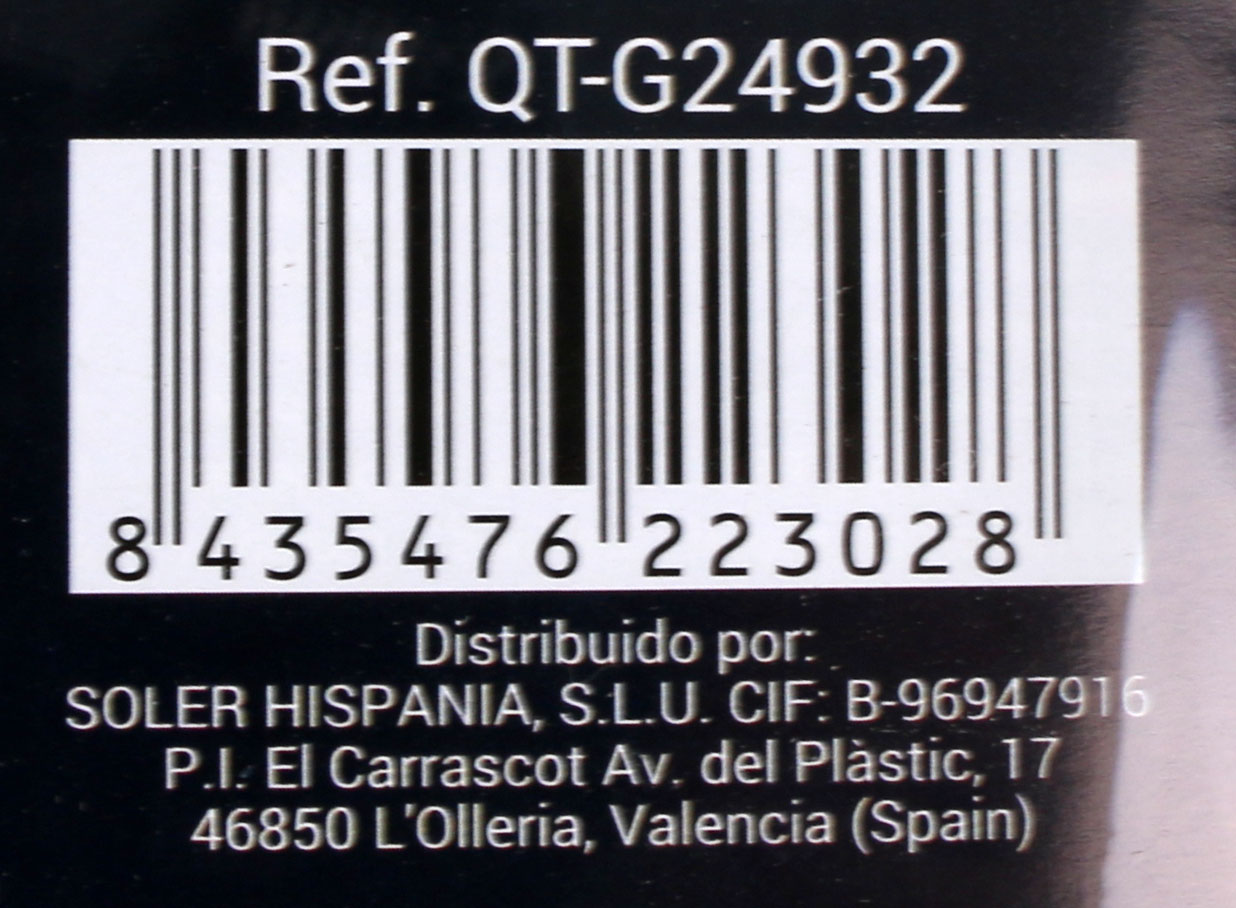 Ref. QT-G24932
8 435476 223028
Distribuido por:
SOLER HISPANIA, S.L.U. CIF: B-96947916
P.I. El Carrascot Av. del Plàstic, 17
46850 L'Olleria, Valencia (Spain)